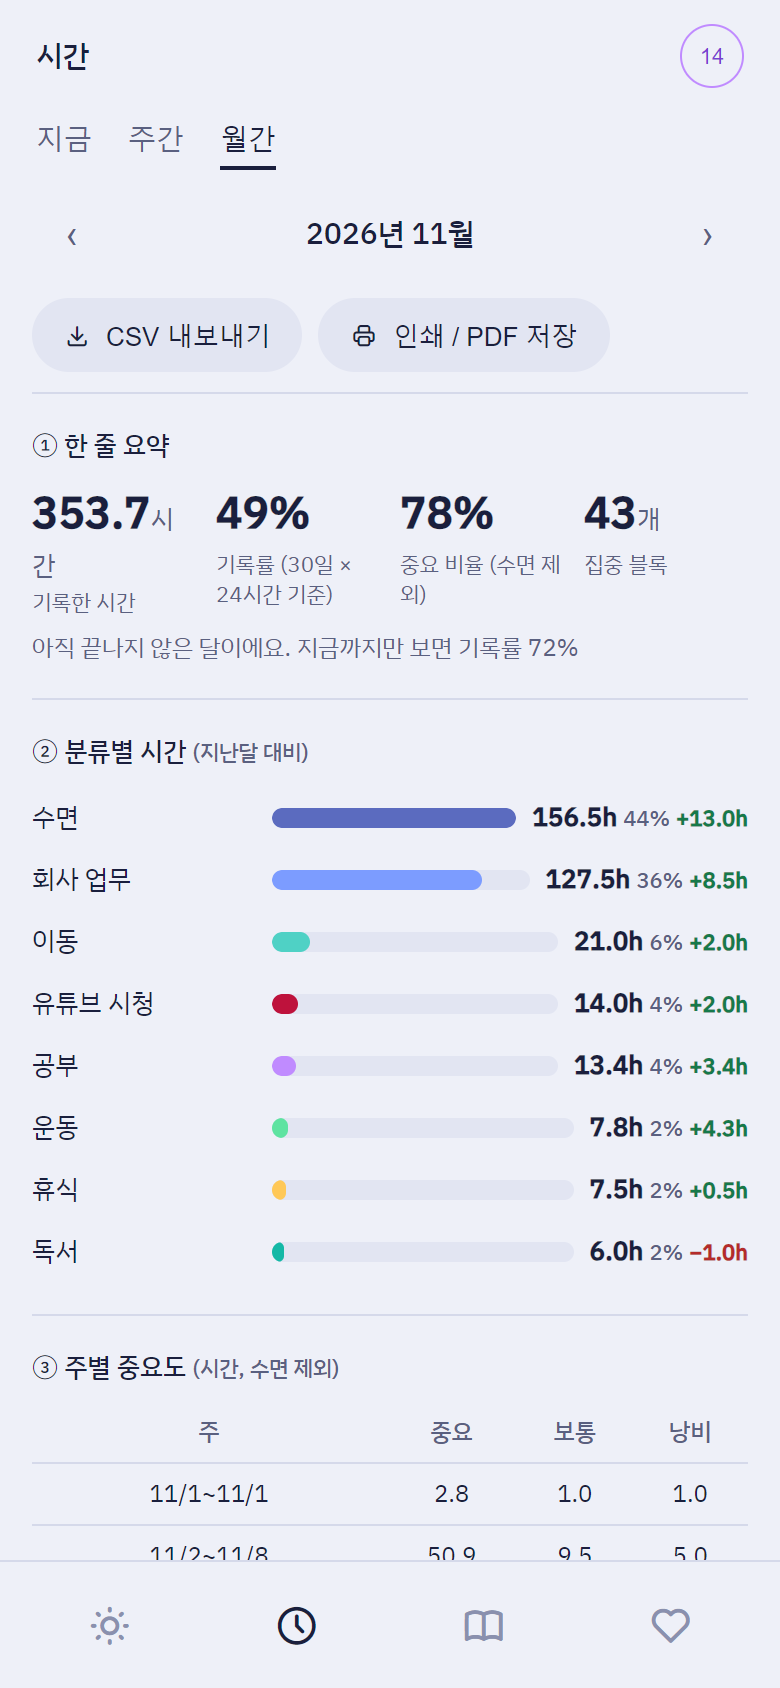 시간
14
지금 주간 월간
‹ 2026년 11월 ›
CSV 내보내기 인쇄 / PDF 저장
① 한 줄 요약
353.7시간
기록한 시간
49%
기록률 (30일 × 24시간 기준)
78%
중요 비율 (수면 제외)
43개
집중 블록
아직 끝나지 않은 달이에요. 지금까지만 보면 기록률 72%
② 분류별 시간 (지난달 대비)
수면 156.5h 44% +13.0h
회사 업무 127.5h 36% +8.5h
이동 21.0h 6% +2.0h
유튜브 시청 14.0h 4% +2.0h
공부 13.4h 4% +3.4h
운동 7.8h 2% +4.3h
휴식 7.5h 2% +0.5h
독서 6.0h 2% −1.0h
③ 주별 중요도 (시간, 수면 제외)
주 중요 보통 낭비
11/1~11/1 2.8 1.0 1.0
11/2~11/8 50.9 9.5 5.0